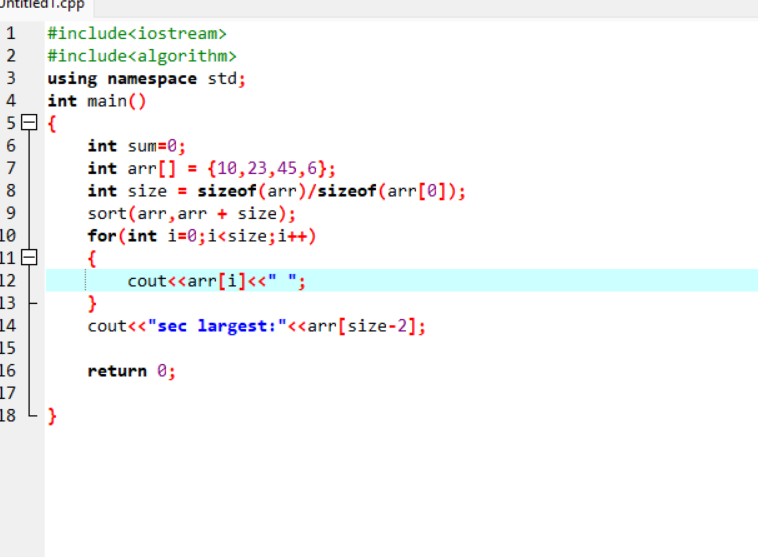 Untitled1.cpp
1 #include<iostream>
2 #include<algorithm>
3 using namespace std;
4 int main()
5 {
6 int sum=0;
7 int arr[] = {10,23,45,6};
8 int size = sizeof(arr)/sizeof(arr[0]);
9 sort(arr,arr + size);
10 for(int i=0;i<size;i++)
11 {
12 cout<<arr[i]<<" ";
13 }
14 cout<<"sec largest:"<<arr[size-2];
15
16 return 0;
17
18 }